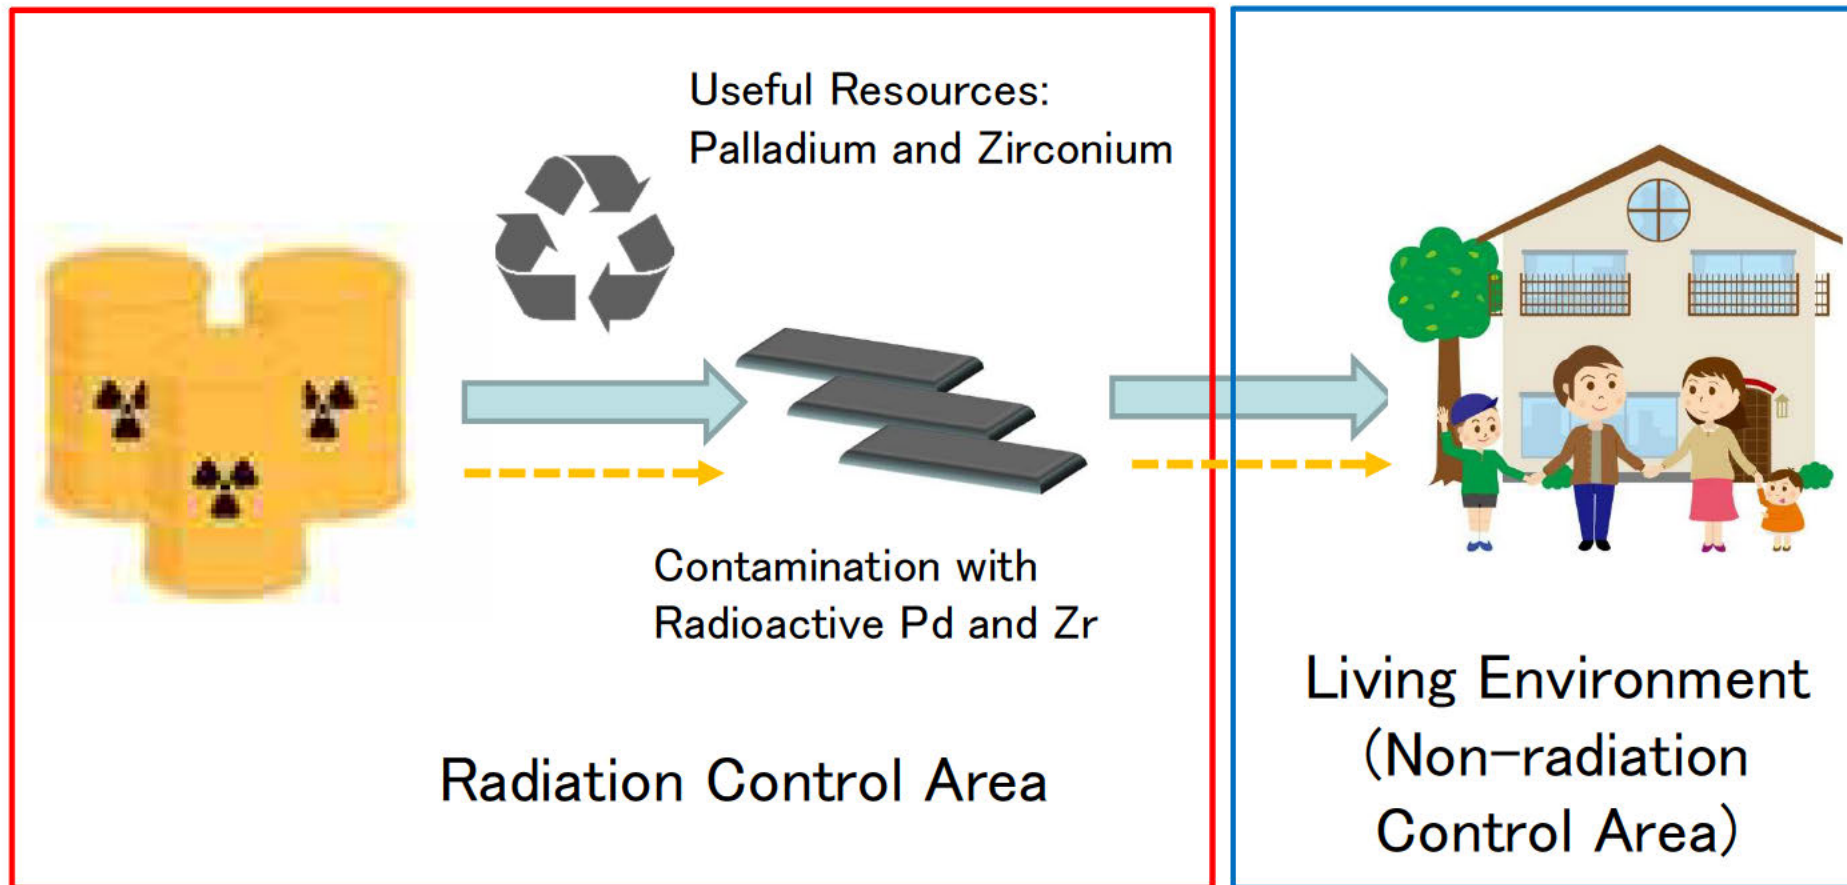 Useful Resources:
Palladium and Zirconium
Contamination with
Radioactive Pd and Zr
Radiation Control Area
Living Environment
(Non-radiation
Control Area)